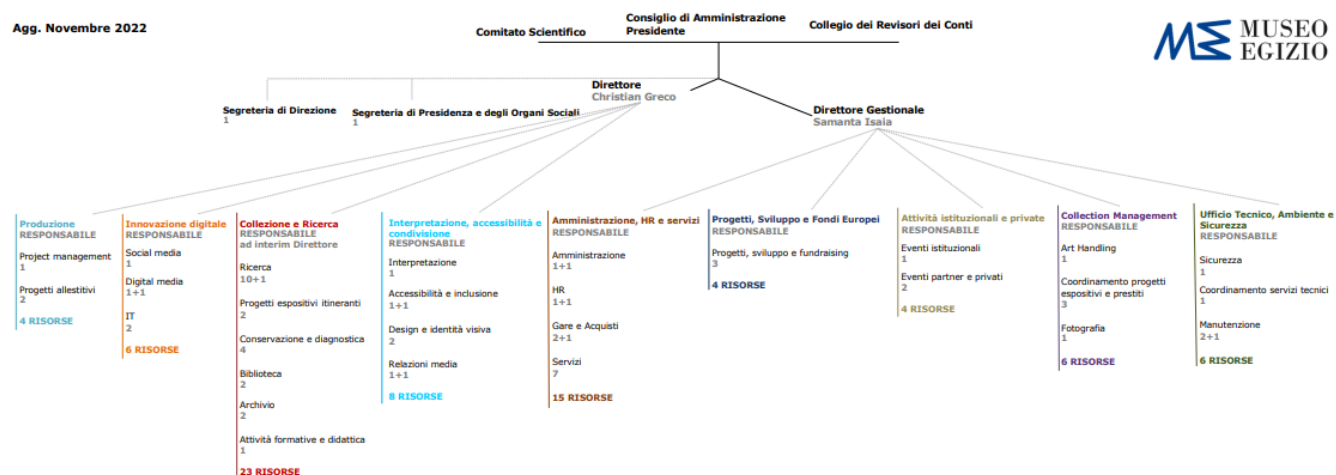 Agg. Novembre 2022
Comitato Scientifico
Consiglio di Amministrazione
Presidente
Collegio dei Revisori dei Conti
MUSEO
EGIZIO
Direttore
Christian Greco
Segreteria di Direzione
1
Segreteria di Presidenza e degli Organi Sociali
1
Direttore Gestionale
Samanta Isaia
Produzione
RESPONSABILE
Project management
1
Progetti allestitivi
2
4 RISORSE
Innovazione digitale
RESPONSABILE
Social media
1
Digital media
1+1
IT
2
6 RISORSE
Collezione e Ricerca
RESPONSABILE
ad interim Direttore
Ricerca
10+1
Progetti espositivi itineranti
2
Conservazione e diagnostica
4
Biblioteca
2
Archivio
2
Attività formative e didattica
1
23 RISORSE
Interpretazione, accessibilità e
condivisione
RESPONSABILE
Interpretazione
1
Accessibilità e inclusione
1+1
Design e identità visiva
2
Relazioni media
1+1
8 RISORSE
Amministrazione, HR e servizi
RESPONSABILE
Amministrazione
1+1
HR
1+1
Gare e Acquisti
2+1
Servizi
7
15 RISORSE
Progetti, Sviluppo e Fondi Europei
RESPONSABILE
Progetti, sviluppo e fundraising
3
4 RISORSE
Attività istituzionali e private
RESPONSABILE
Eventi istituzionali
1
Eventi partner e privati
2
4 RISORSE
Collection Management
RESPONSABILE
Art Handling
1
Coordinamento progetti
espositivi e prestiti
3
Fotografia
1
6 RISORSE
Ufficio Tecnico, Ambiente e
Sicurezza
RESPONSABILE
Sicurezza
1
Coordinamento servizi tecnici
1
Manutenzione
2+1
6 RISORSE